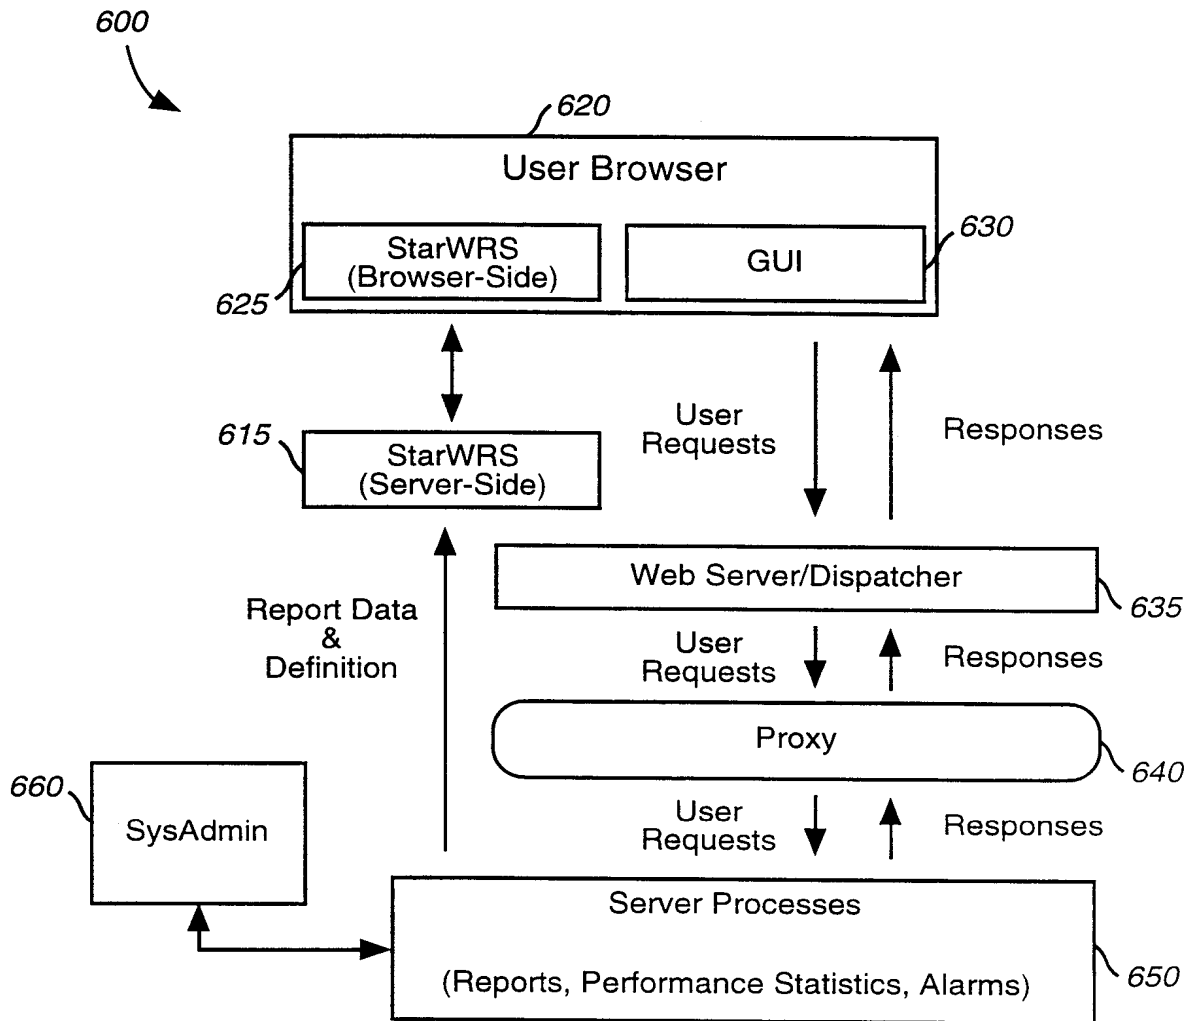 600
620
User Browser
StarWRS
(Browser-Side)
625
GUI
630
615
StarWRS
(Server-Side)
User
Requests
Responses
Web Server/Dispatcher
635
Report Data
&
Definition
User
Requests
Responses
Proxy
640
660
SysAdmin
User
Requests
Responses
Server Processes
(Reports, Performance Statistics, Alarms)
650